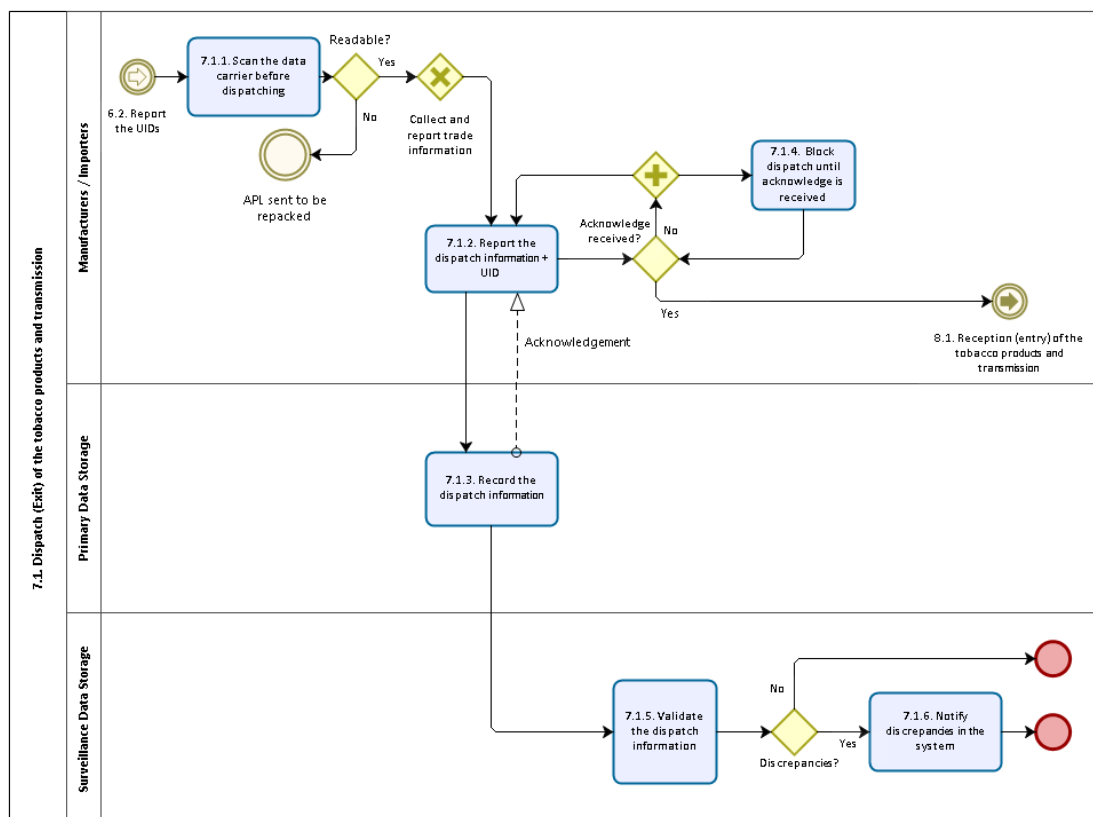 7.1. Dispatch (Exit) of the tobacco products and transmission
Manufacturers / Importers
6.2. Report
the UIDs
7.1.1. Scan the data
carrier before
dispatching
Readable?
Yes
No
APL sent to be
repacked
Collect and
report trade
information
7.1.2. Report the
dispatch information +
UID
Acknowledge
received?
No
Yes
7.1.4. Block
dispatch until
acknowledge is
received
8.1. Reception (entry) of the
tobacco products and
transmission
Acknowledgement
Primary Data Storage
7.1.3. Record the
dispatch information
Surveillance Data Storage
7.1.5. Validate
the dispatch
information
No
Yes
Discrepancies?
7.1.6. Notify
discrepancies in the
system